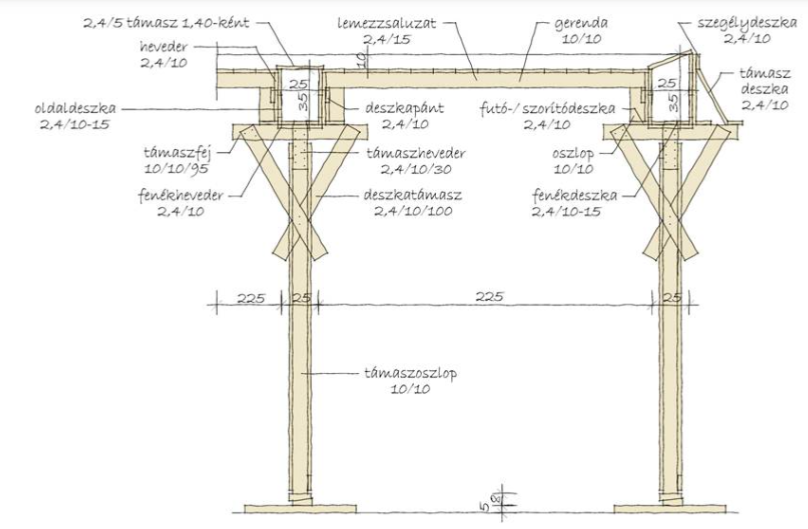 2,4/5 támasz 1,40-ként
lemezzsaluzat
2,4/15
gerenda
10/10
szegélydeszka
2,4/10
heveder
2,4/10
10
támasz
deszka
2,4/10
25
35
25
35
oldaldeszka
2,4/10-15
deszkapánt
2,4/10
futó-/ szorítódeszka
2,4/10
támaszfej
10/10/95
támaszheveder
2,4/10/30
oszlop
10/10
fenékheveder
2,4/10
deszkatámasz
2,4/10/100
fenékdeszka
2,4/10-15
225
25
225
25
támaszoszlop
10/10
5
8